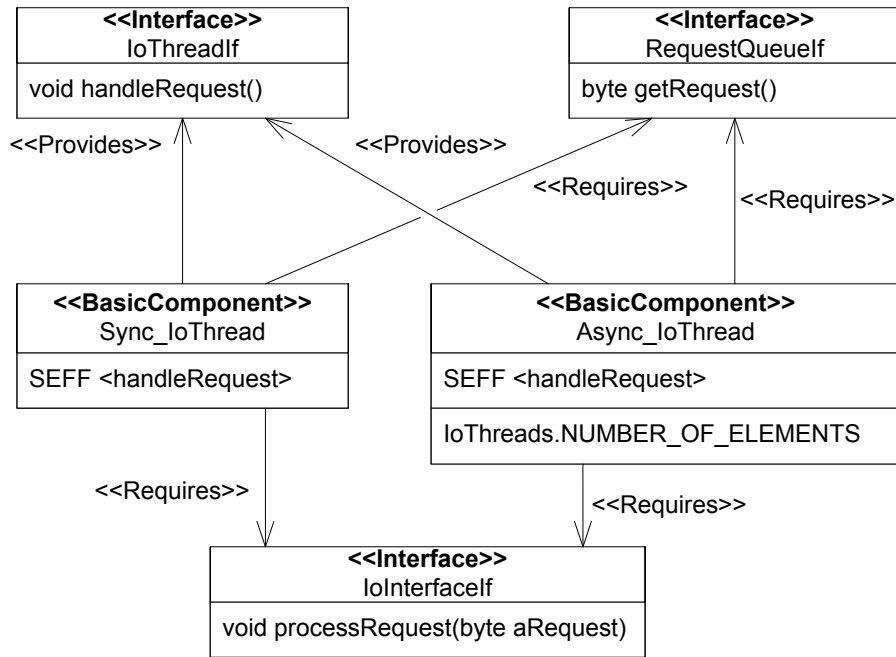 <<Interface>>
IoThreadIf
void handleRequest()
<<Interface>>
RequestQueueIf
byte getRequest()
<<Provides>>
<<Provides>>
<<Requires>>
<<Requires>>
<<BasicComponent>>
Sync_IoThread
SEFF <handleRequest>
<<BasicComponent>>
Async_IoThread
SEFF <handleRequest>
IoThreads.NUMBER_OF_ELEMENTS
<<Requires>>
<<Requires>>
<<Interface>>
IoInterfaceIf
void processRequest(byte aRequest)